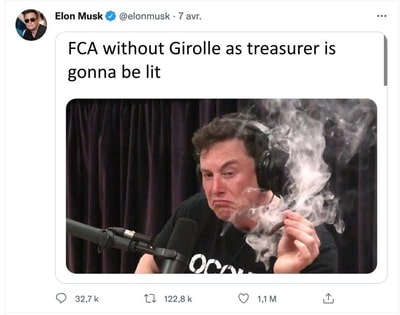 Elon Musk @elonmusk · 7 avr.
FCA without Girolle as treasurer is
gonna be lit
32,7 k 122,8 k 1,1 M